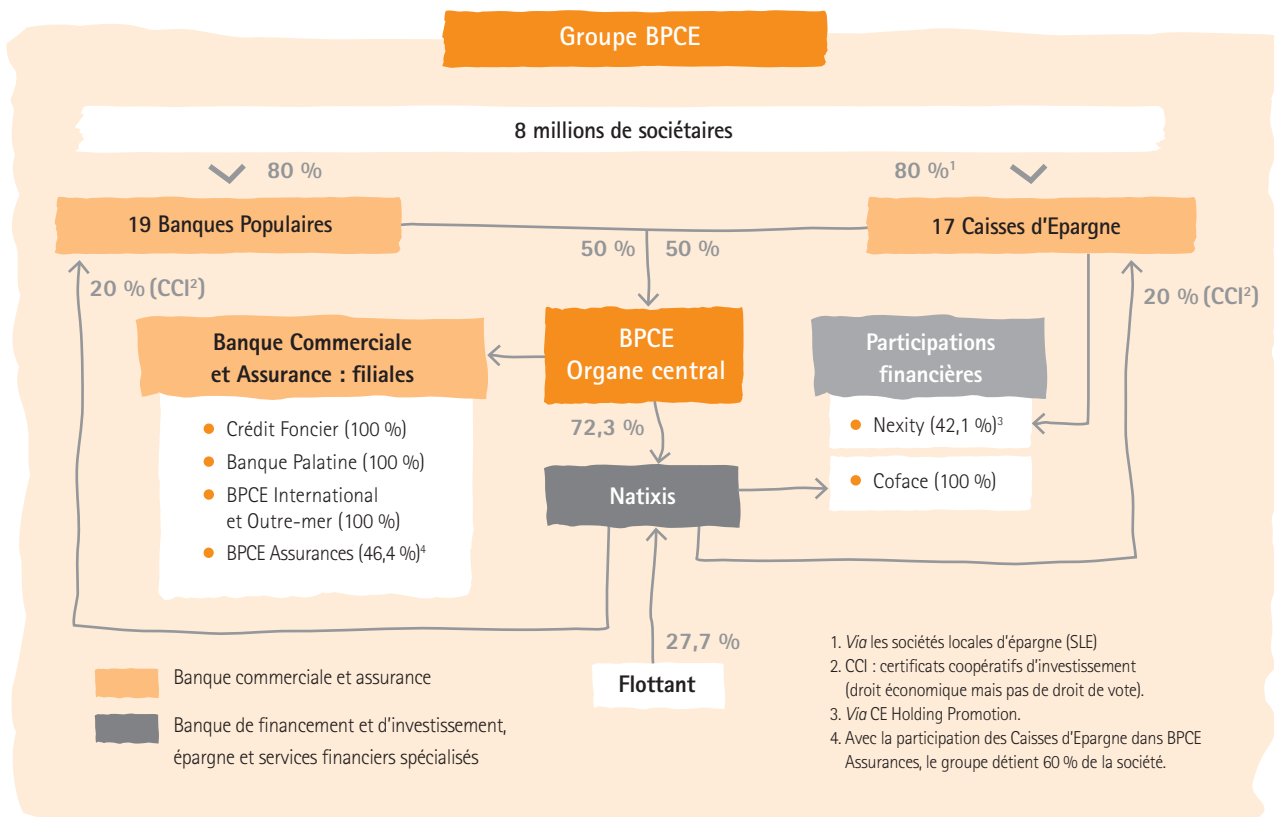 Groupe BPCE
8 millions de sociétaires
80 %
80 %¹
19 Banques Populaires
17 Caisses d'Epargne
50 %
50 %
20 % (CCI²)
20 % (CCI²)
Banque Commerciale
et Assurance : filiales
BPCE
Organe central
Participations
financières
• Crédit Foncier (100 %)
• Banque Palatine (100 %)
• BPCE International
et Outre-mer (100 %)
• BPCE Assurances (46,4 %)⁴
72,3 %
• Nexity (42,1 %)³
• Coface (100 %)
Natixis
27,7 %
Flottant
Banque commerciale et assurance
Banque de financement et d'investissement,
épargne et services financiers spécialisés
1. Via les sociétés locales d'épargne (SLE)
2. CCI : certificats coopératifs d'investissement
(droit économique mais pas de droit de vote).
3. Via CE Holding Promotion.
4. Avec la participation des Caisses d'Epargne dans BPCE
Assurances, le groupe détient 60 % de la société.